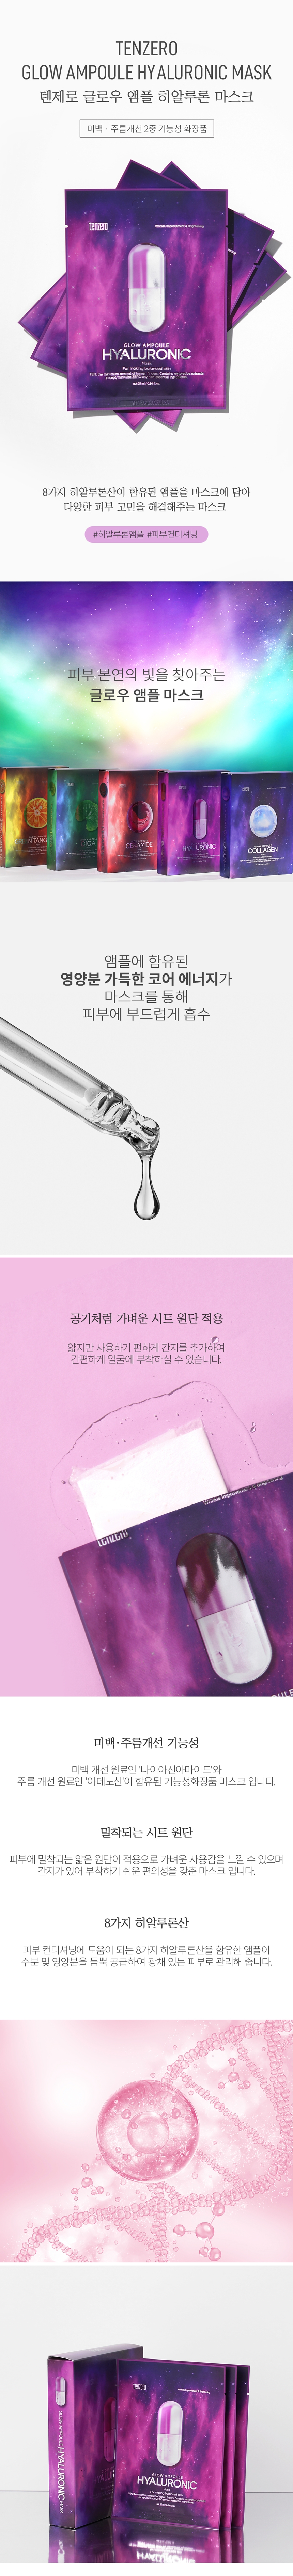 TENZERO
GLOW AMPOULE HYALURONIC MASK
텐제로 글로우 앰플 히알루론 마스크
미백 · 주름개선 2중 기능성 화장품
tenzero
Wrinkle Improvement & Brightening
GLOW AMPOULE
HYALURONIC
Mask
For making balanced skin
8가지 히알루론산이 함유된 앰플을 마스크에 담아
다양한 피부 고민을 해결해주는 마스크
#히알루론앰플 #피부컨디셔닝
피부 본연의 빛을 찾아주는
글로우 앰플 마스크
CICA
CERAMIDE
HYALURONIC
COLLAGEN
앰플에 함유된
영양분 가득한 코어 에너지가
마스크를 통해
피부에 부드럽게 흡수
공기처럼 가벼운 시트 원단 적용
얇지만 사용하기 편하게 간지를 추가하여
간편하게 얼굴에 부착하실 수 있습니다.
tenzero
미백·주름개선 기능성
미백 개선 원료인 '나이아신아마이드'와
주름 개선 원료인 '아데노신'이 함유된 기능성화장품 마스크 입니다.
밀착되는 시트 원단
피부에 밀착되는 얇은 원단이 적용으로 가벼운 사용감을 느낄 수 있으며
간지가 있어 부착하기 쉬운 편의성을 갖춘 마스크 입니다.
8가지 히알루론산
피부 컨디셔닝에 도움이 되는 8가지 히알루론산을 함유한 앰플이
수분 및 영양분을 듬뿍 공급하여 광채 있는 피부로 관리해 줍니다.
GLOW AMPOULE HYALURONIC MASK
tenzero
GLOW AMPOULE
HYALURONIC
Mask
For making balanced skin